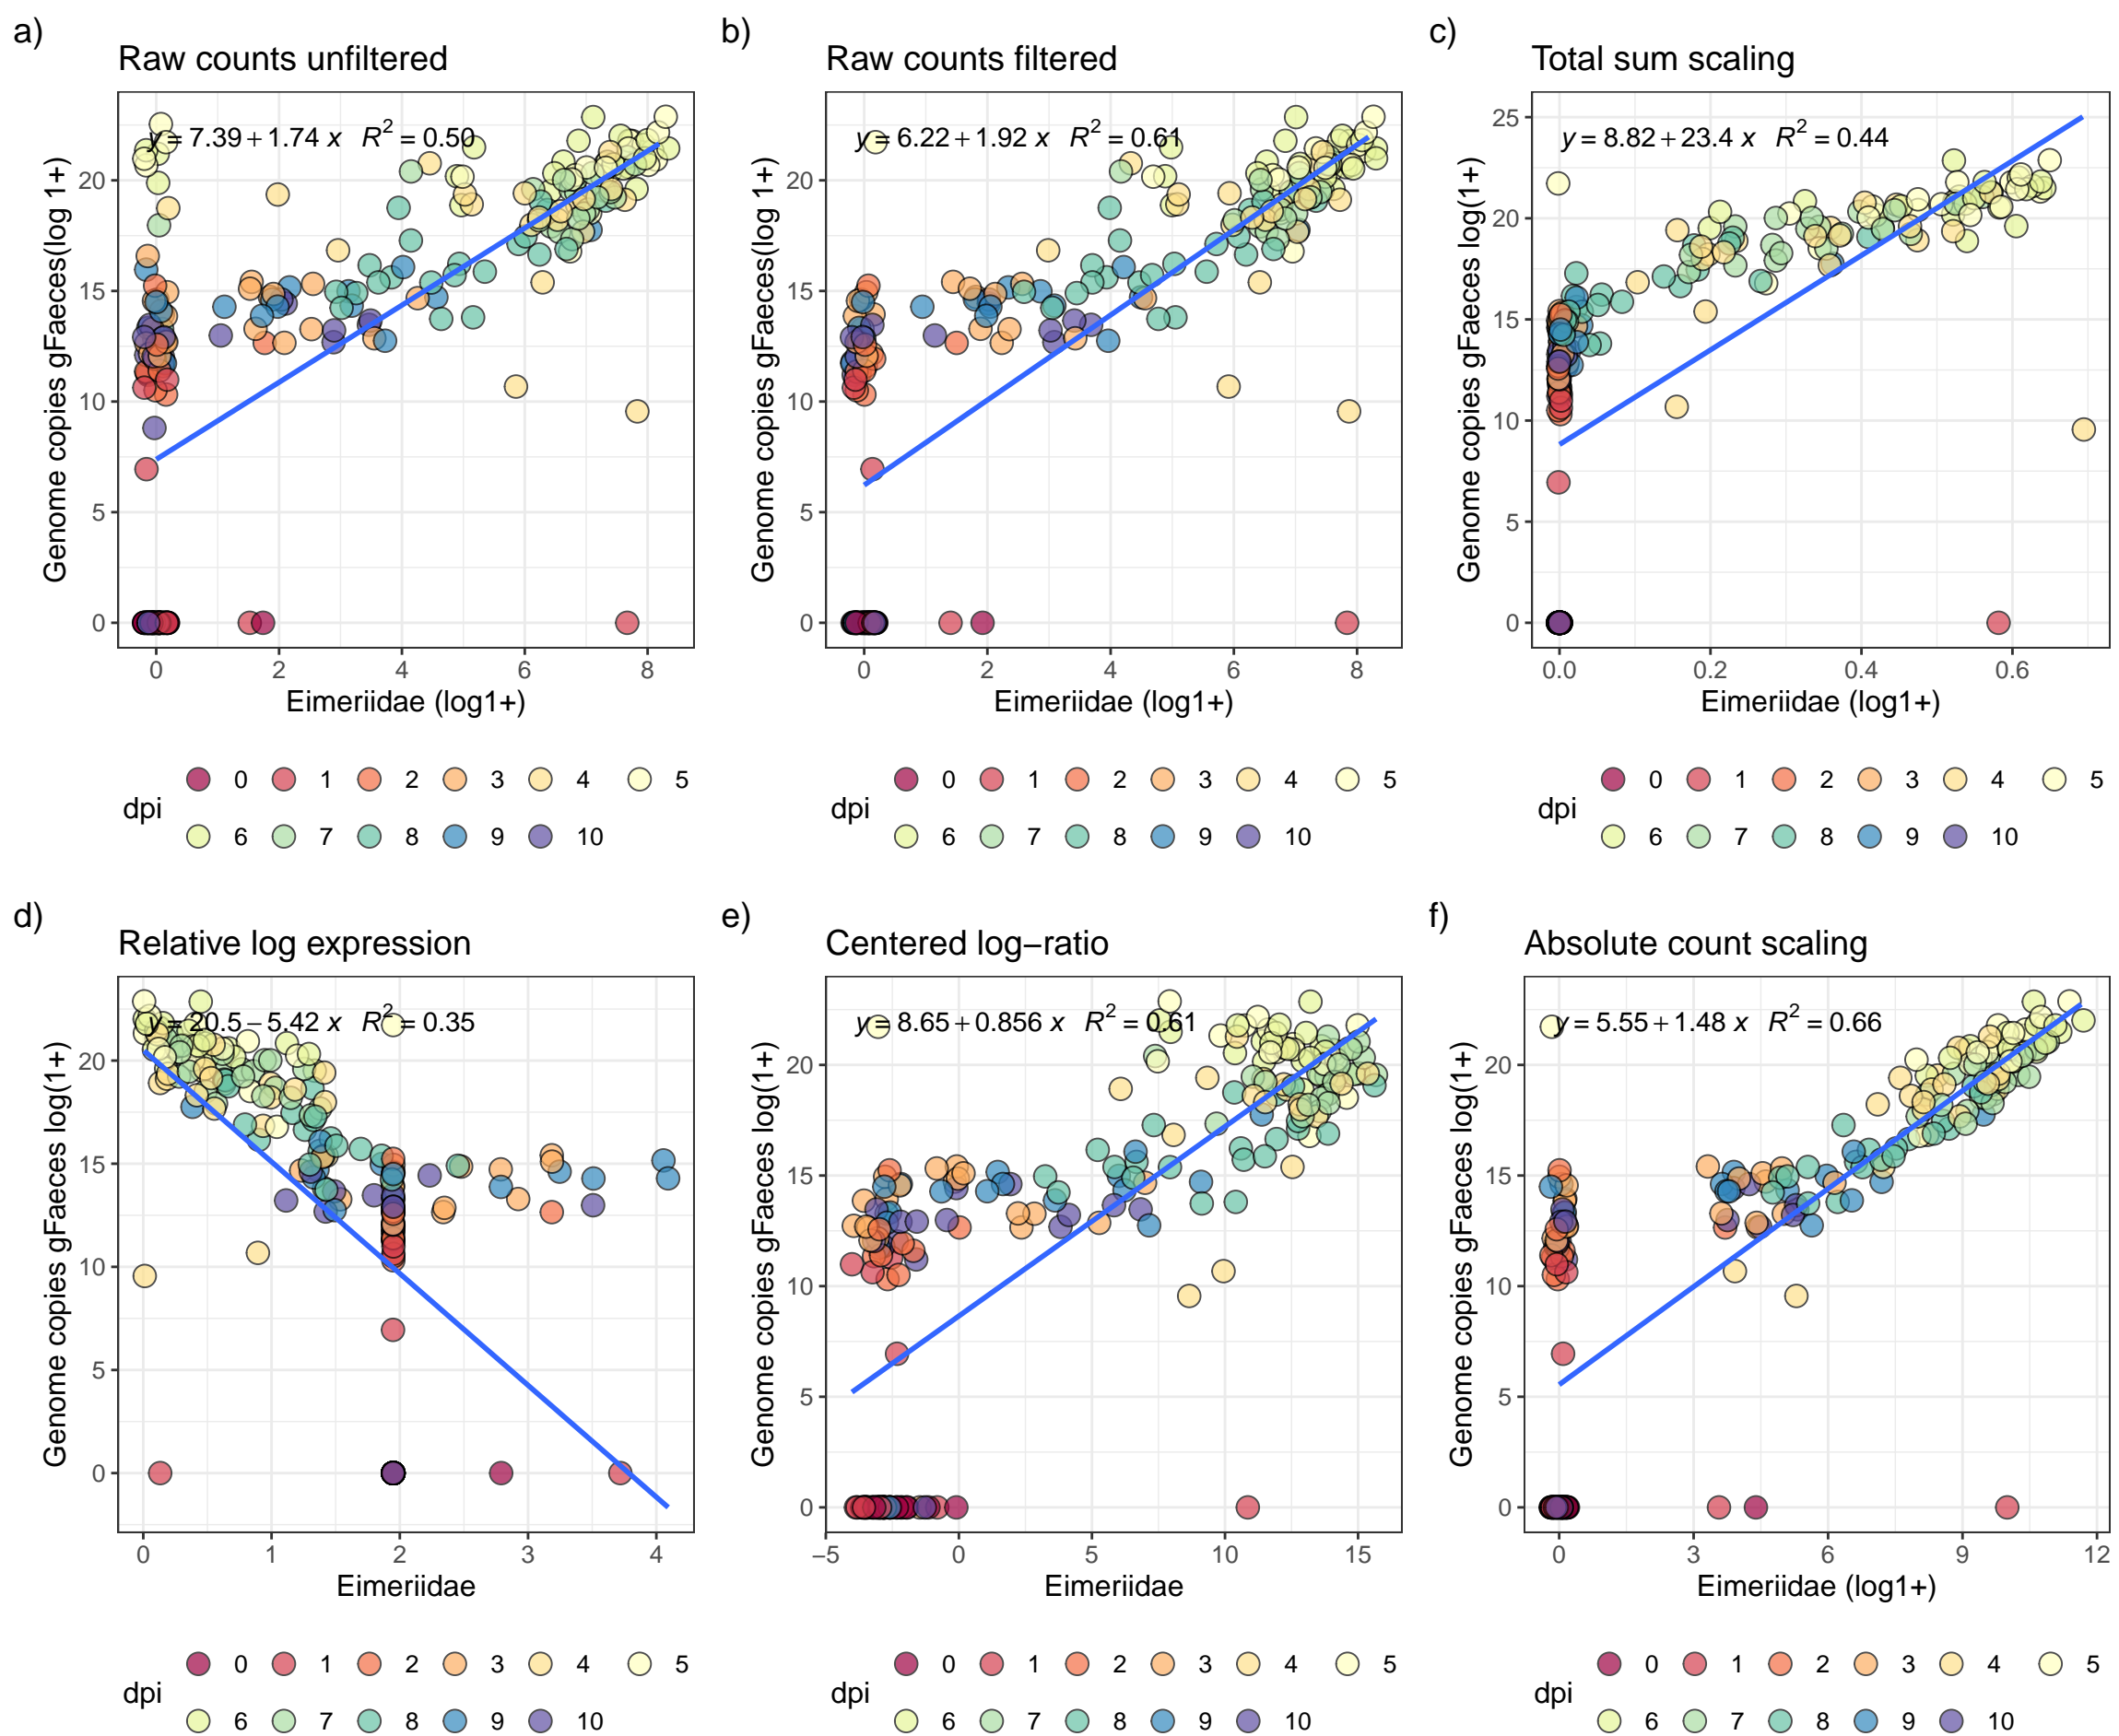 a)
Raw counts unfiltered
y = 7.39 + 1.74 x R2 = 0.50
Genome copies gFaeces(log 1+)
20
15
10
5
0
0 2 4 6 8
Eimeriidae (log1+)
dpi
0 1 2 3 4 5
6 7 8 9 10
b)
Raw counts filtered
y = 6.22 + 1.92 x R2 = 0.61
Genome copies gFaeces(log 1+)
20
15
10
5
0
0 2 4 6 8
Eimeriidae (log1+)
dpi
0 1 2 3 4 5
6 7 8 9 10
c)
Total sum scaling
y = 8.82 + 23.4 x R2 = 0.44
Genome copies gFaeces log(1+)
25
20
15
10
5
0
0.0 0.2 0.4 0.6
Eimeriidae (log1+)
dpi
0 1 2 3 4 5
6 7 8 9 10
d)
Relative log expression
y = 20.5 − 5.42 x R2 = 0.35
Genome copies gFaeces log(1+)
20
15
10
5
0
0 1 2 3 4
Eimeriidae
dpi
0 1 2 3 4 5
6 7 8 9 10
e)
Centered log−ratio
y = 8.65 + 0.856 x R2 = 0.61
Genome copies gFaeces log(1+)
20
15
10
5
0
−5 0 5 10 15
Eimeriidae
dpi
0 1 2 3 4 5
6 7 8 9 10
f)
Absolute count scaling
y = 5.55 + 1.48 x R2 = 0.66
Genome copies gFaeces log(1+)
20
15
10
5
0
0 3 6 9 12
Eimeriidae (log1+)
dpi
0 1 2 3 4 5
6 7 8 9 10